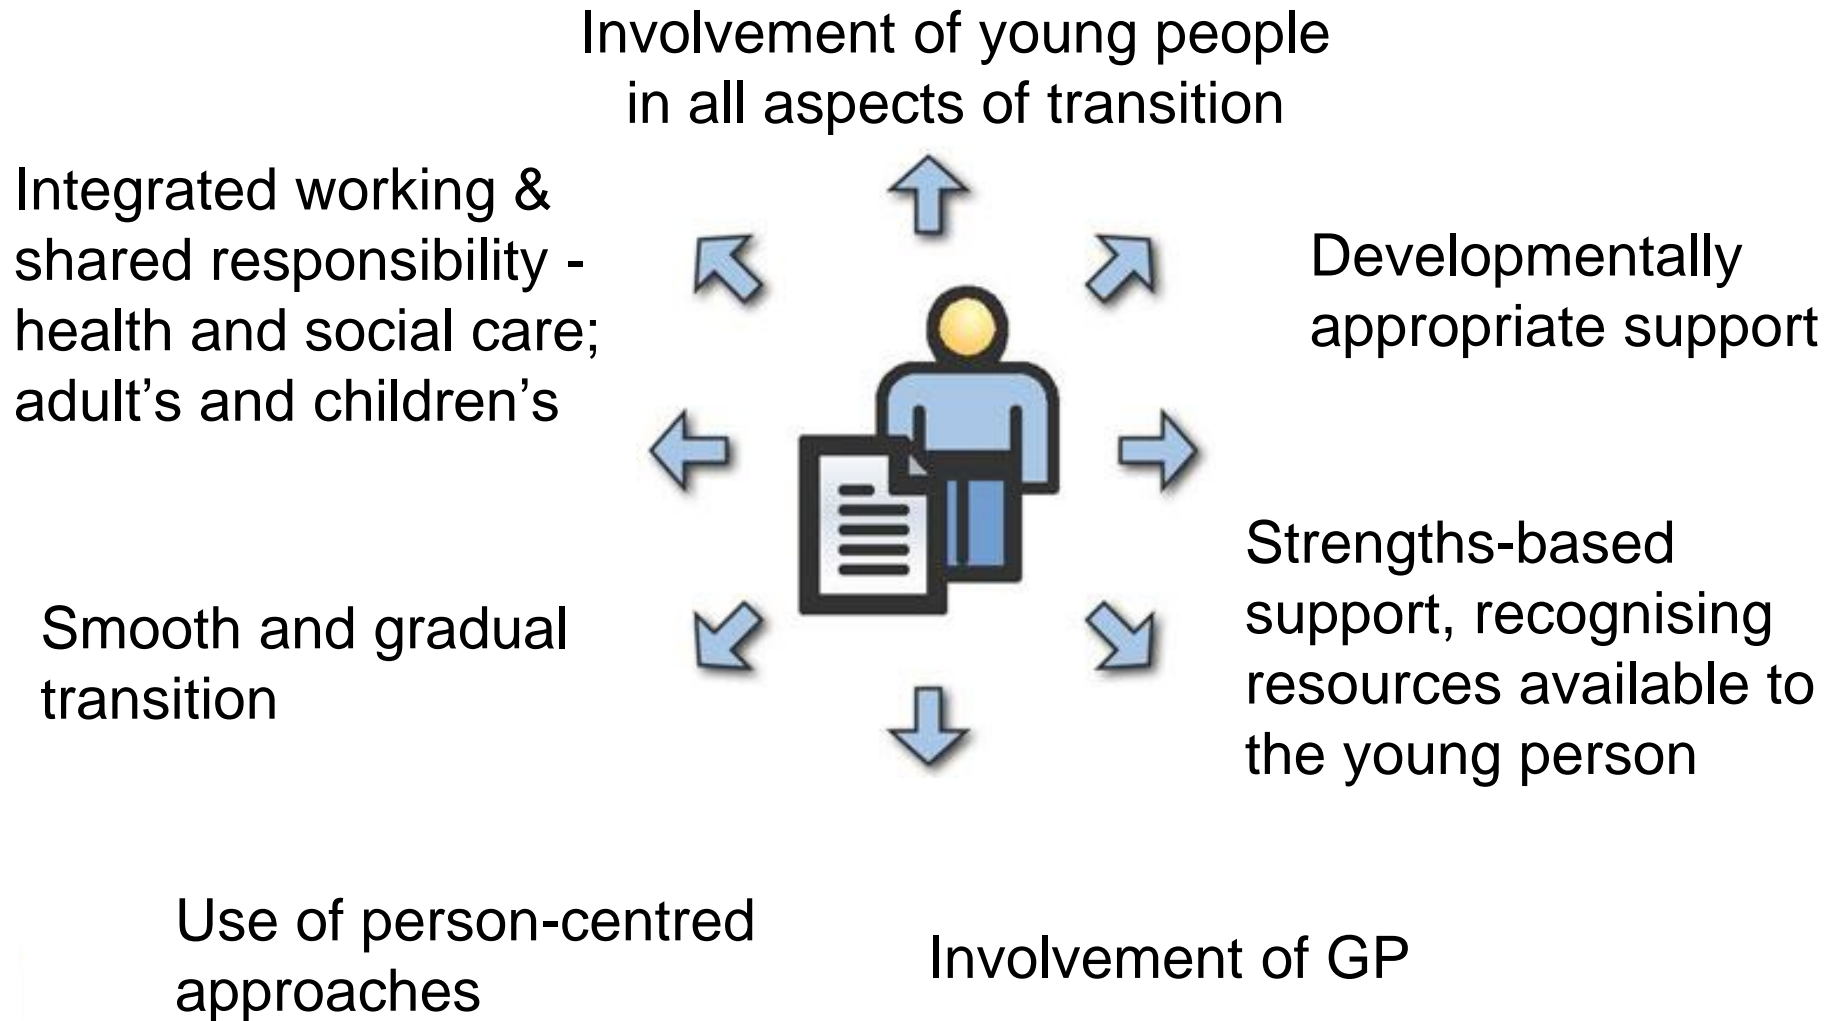 Involvement of young people
in all aspects of transition
Integrated working &
shared responsibility -
health and social care;
adult’s and children’s
Developmentally
appropriate support
Strengths-based
support, recognising
resources available to
the young person
Smooth and gradual
transition
Use of person-centred
approaches
Involvement of GP